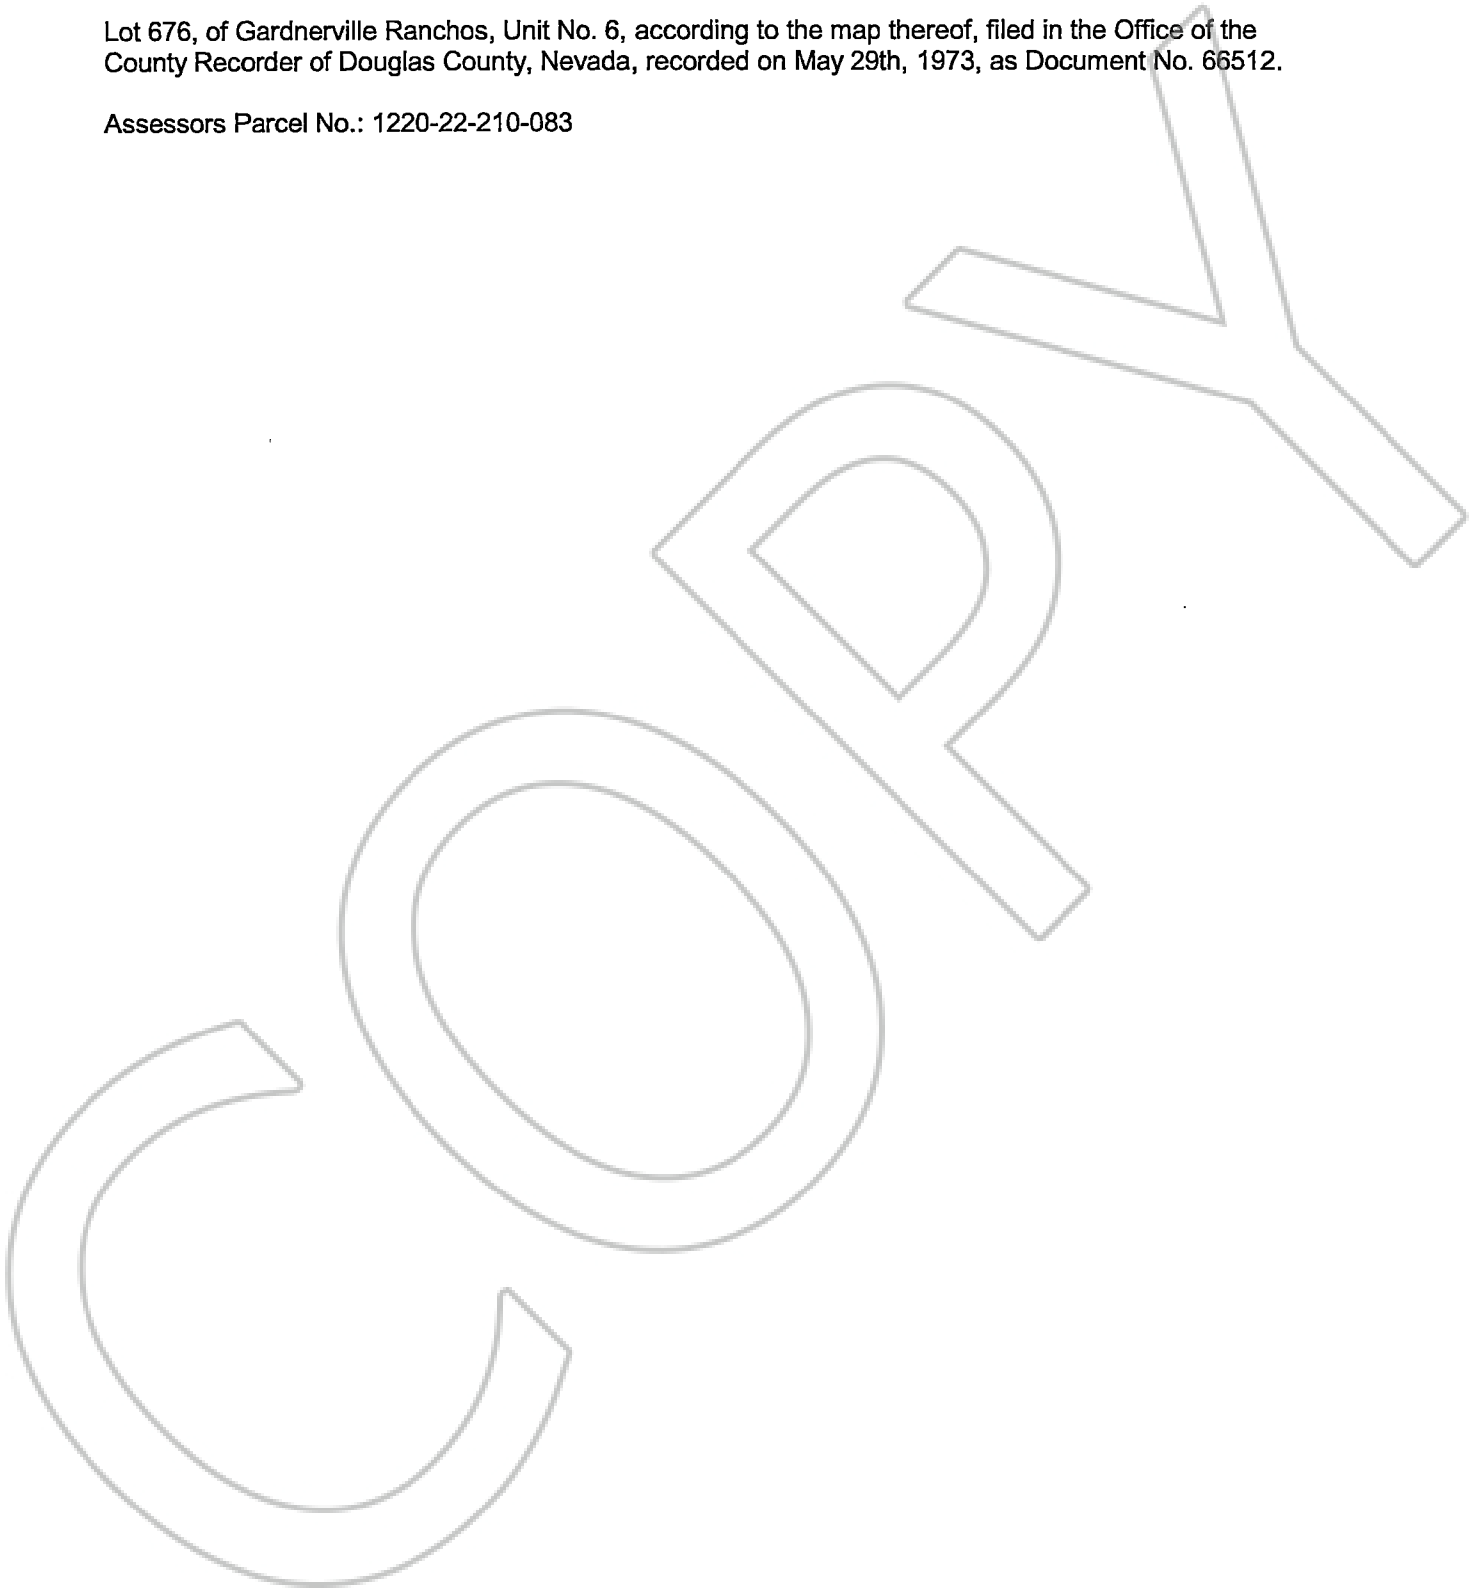 Lot 676, of Gardnerville Ranchos, Unit No. 6, according to the map thereof, filed in the Office of the
County Recorder of Douglas County, Nevada, recorded on May 29th, 1973, as Document No. 66512.
Assessors Parcel No.: 1220-22-210-083
COPY